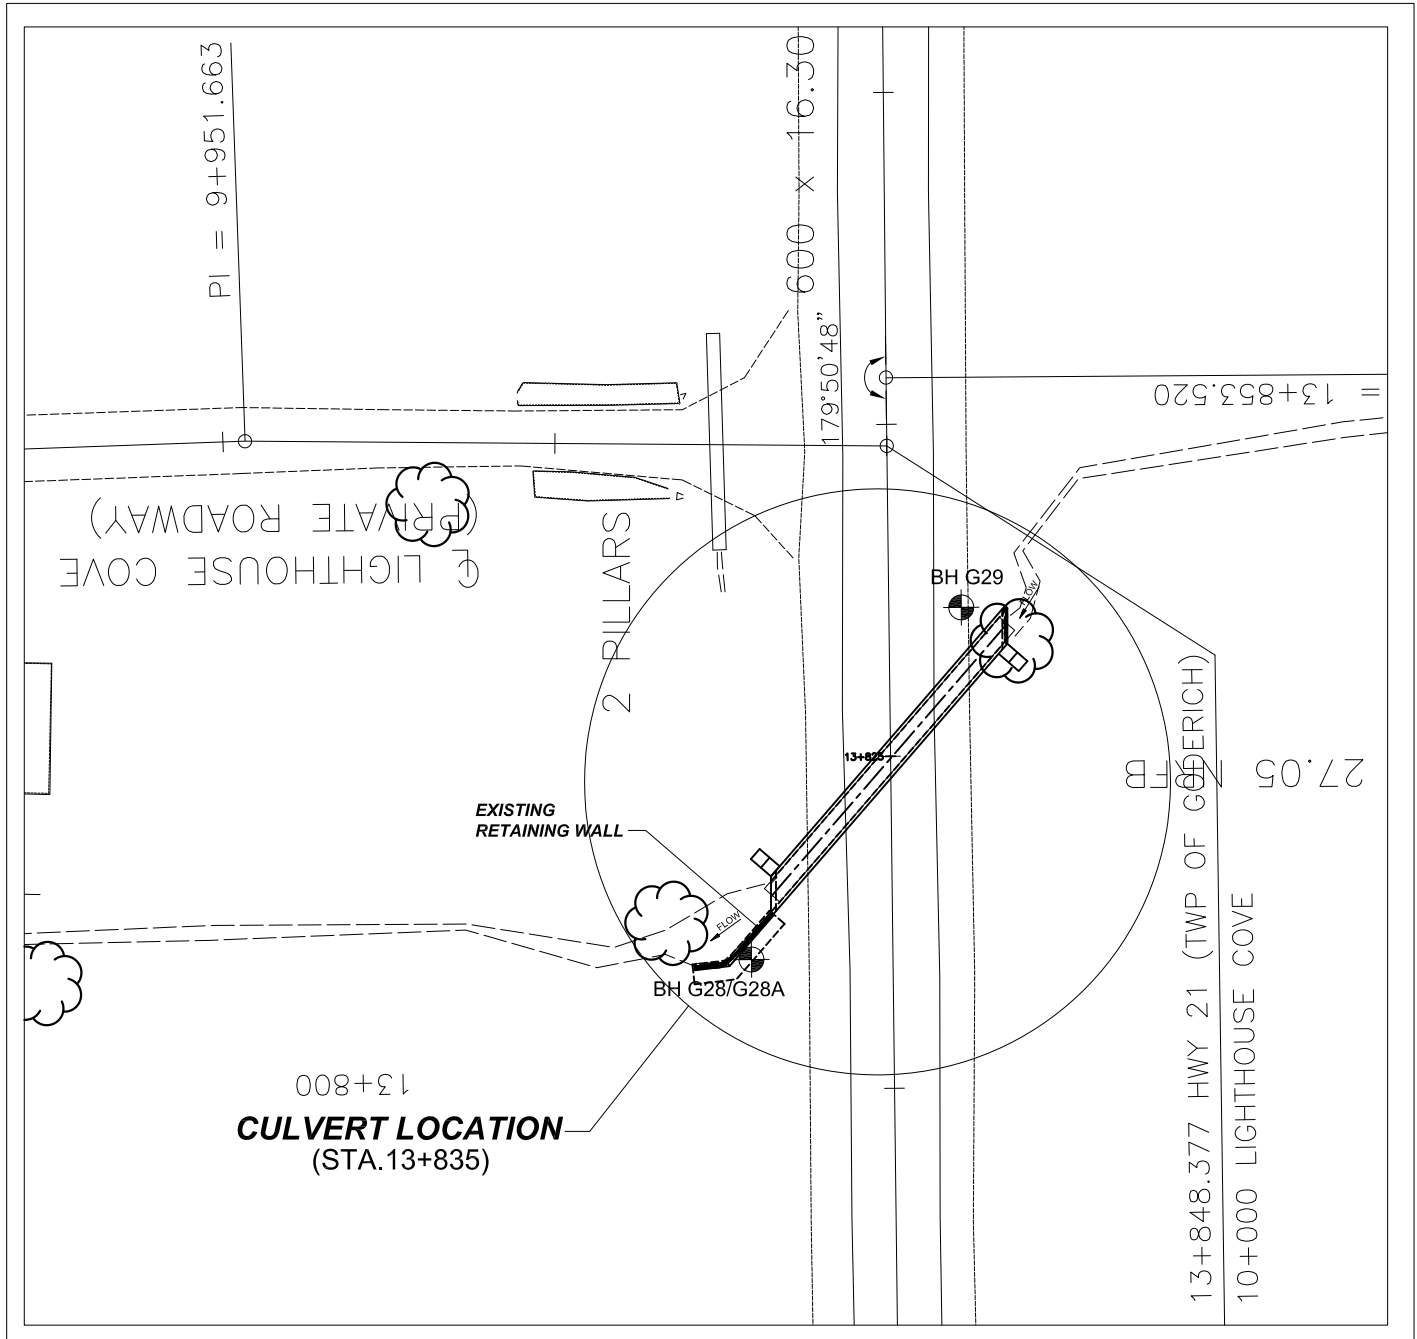 PI = 9+951.663
600 x 16.30
179°50'48"
= 13+853.520
(PRIVATE ROADWAY)
℄ LIGHTHOUSE COVE
2 PILLARS
BH G29
FLOW
13+825
27.05
EXISTING
RETAINING WALL
FLOW
BH G28/G28A
13+800
CULVERT LOCATION
(STA.13+835)
13+848.377 HWY 21 (TWP OF GODERICH)
10+000 LIGHTHOUSE COVE